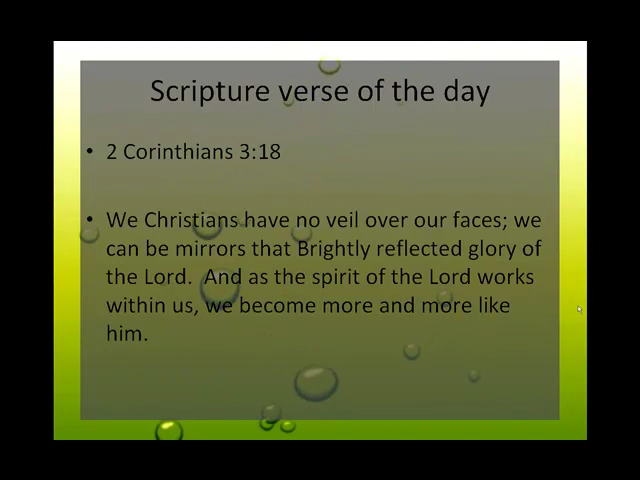 Scripture verse of the day
• 2 Corinthians 3:18
• We Christians have no veil over our faces; we
can be mirrors that Brightly reflected glory of
the Lord.  And as the spirit of the Lord works
within us, we become more and more like
him.